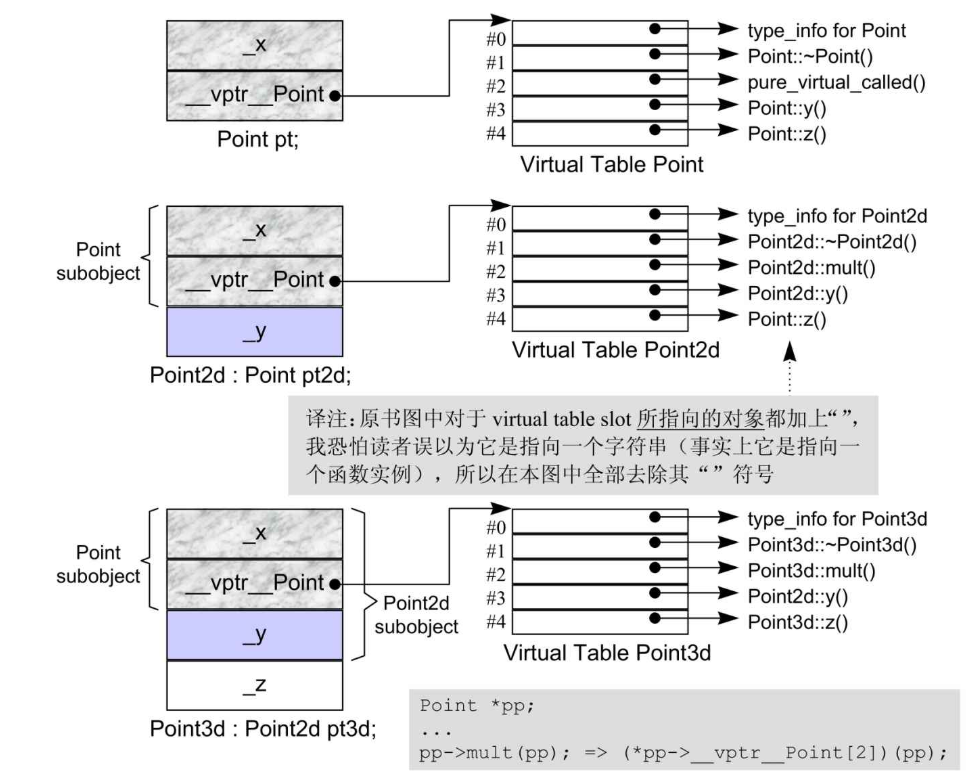 _x
__vptr__Point
Point pt;
#0
#1
#2
#3
#4
type_info for Point
Point::~Point()
pure_virtual_called()
Point::y()
Point::z()
Virtual Table Point
Point
subobject
_x
__vptr__Point
_y
Point2d : Point pt2d;
#0
#1
#2
#3
#4
type_info for Point2d
Point2d::~Point2d()
Point2d::mult()
Point2d::y()
Point::z()
Virtual Table Point2d
译注:原书图中对于 virtual table slot 所指向的对象都加上“”,
我恐怕读者误以为它是指向一个字符串(事实上它是指向一
个函数实例),所以在本图中全部去除其“”符号
Point
subobject
_x
__vptr__Point
_y
_z
Point2d
subobject
Point3d : Point2d pt3d;
#0
#1
#2
#3
#4
type_info for Point3d
Point3d::~Point3d()
Point3d::mult()
Point2d::y()
Point3d::z()
Virtual Table Point3d
Point *pp;
...
pp->mult(pp); => (*pp->__vptr__Point[2])(pp);